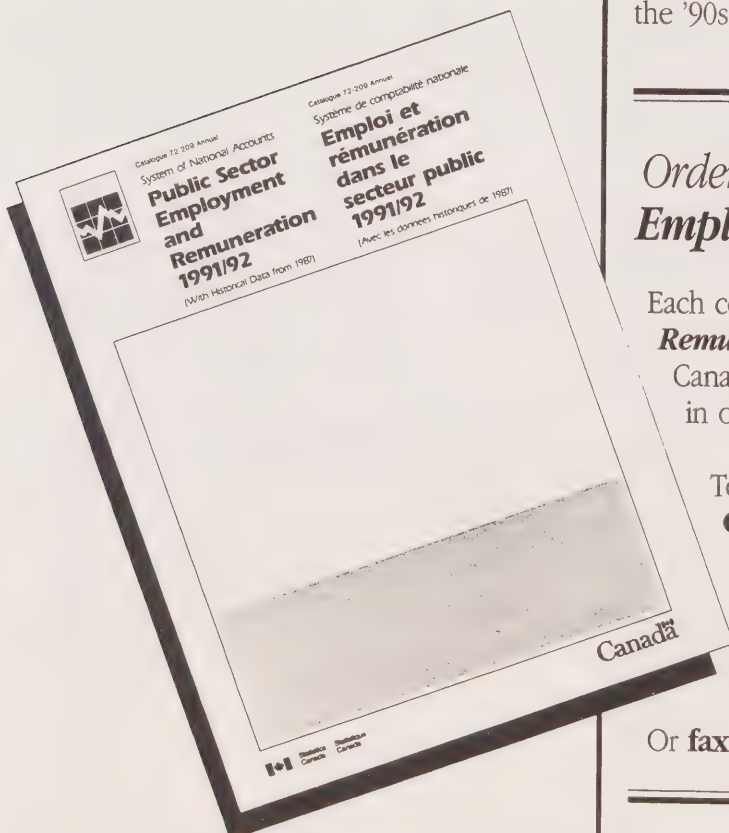 Catalogue 72-209 Annual
System of National Accounts
Public Sector
Employment
and
Remuneration
1991/92
(With Historical Data from 1987)
Catalogue 72-209 Annuel
Système de comptabilité nationale
Emploi et
rémunération
dans le
secteur public
1991/92
(Avec les données historiques de 1987)
Canada
Statistics Statistique
Canada Canada
the '90s
Orde
Empl
Each c
Remu
Cana
in c
T
Or fax